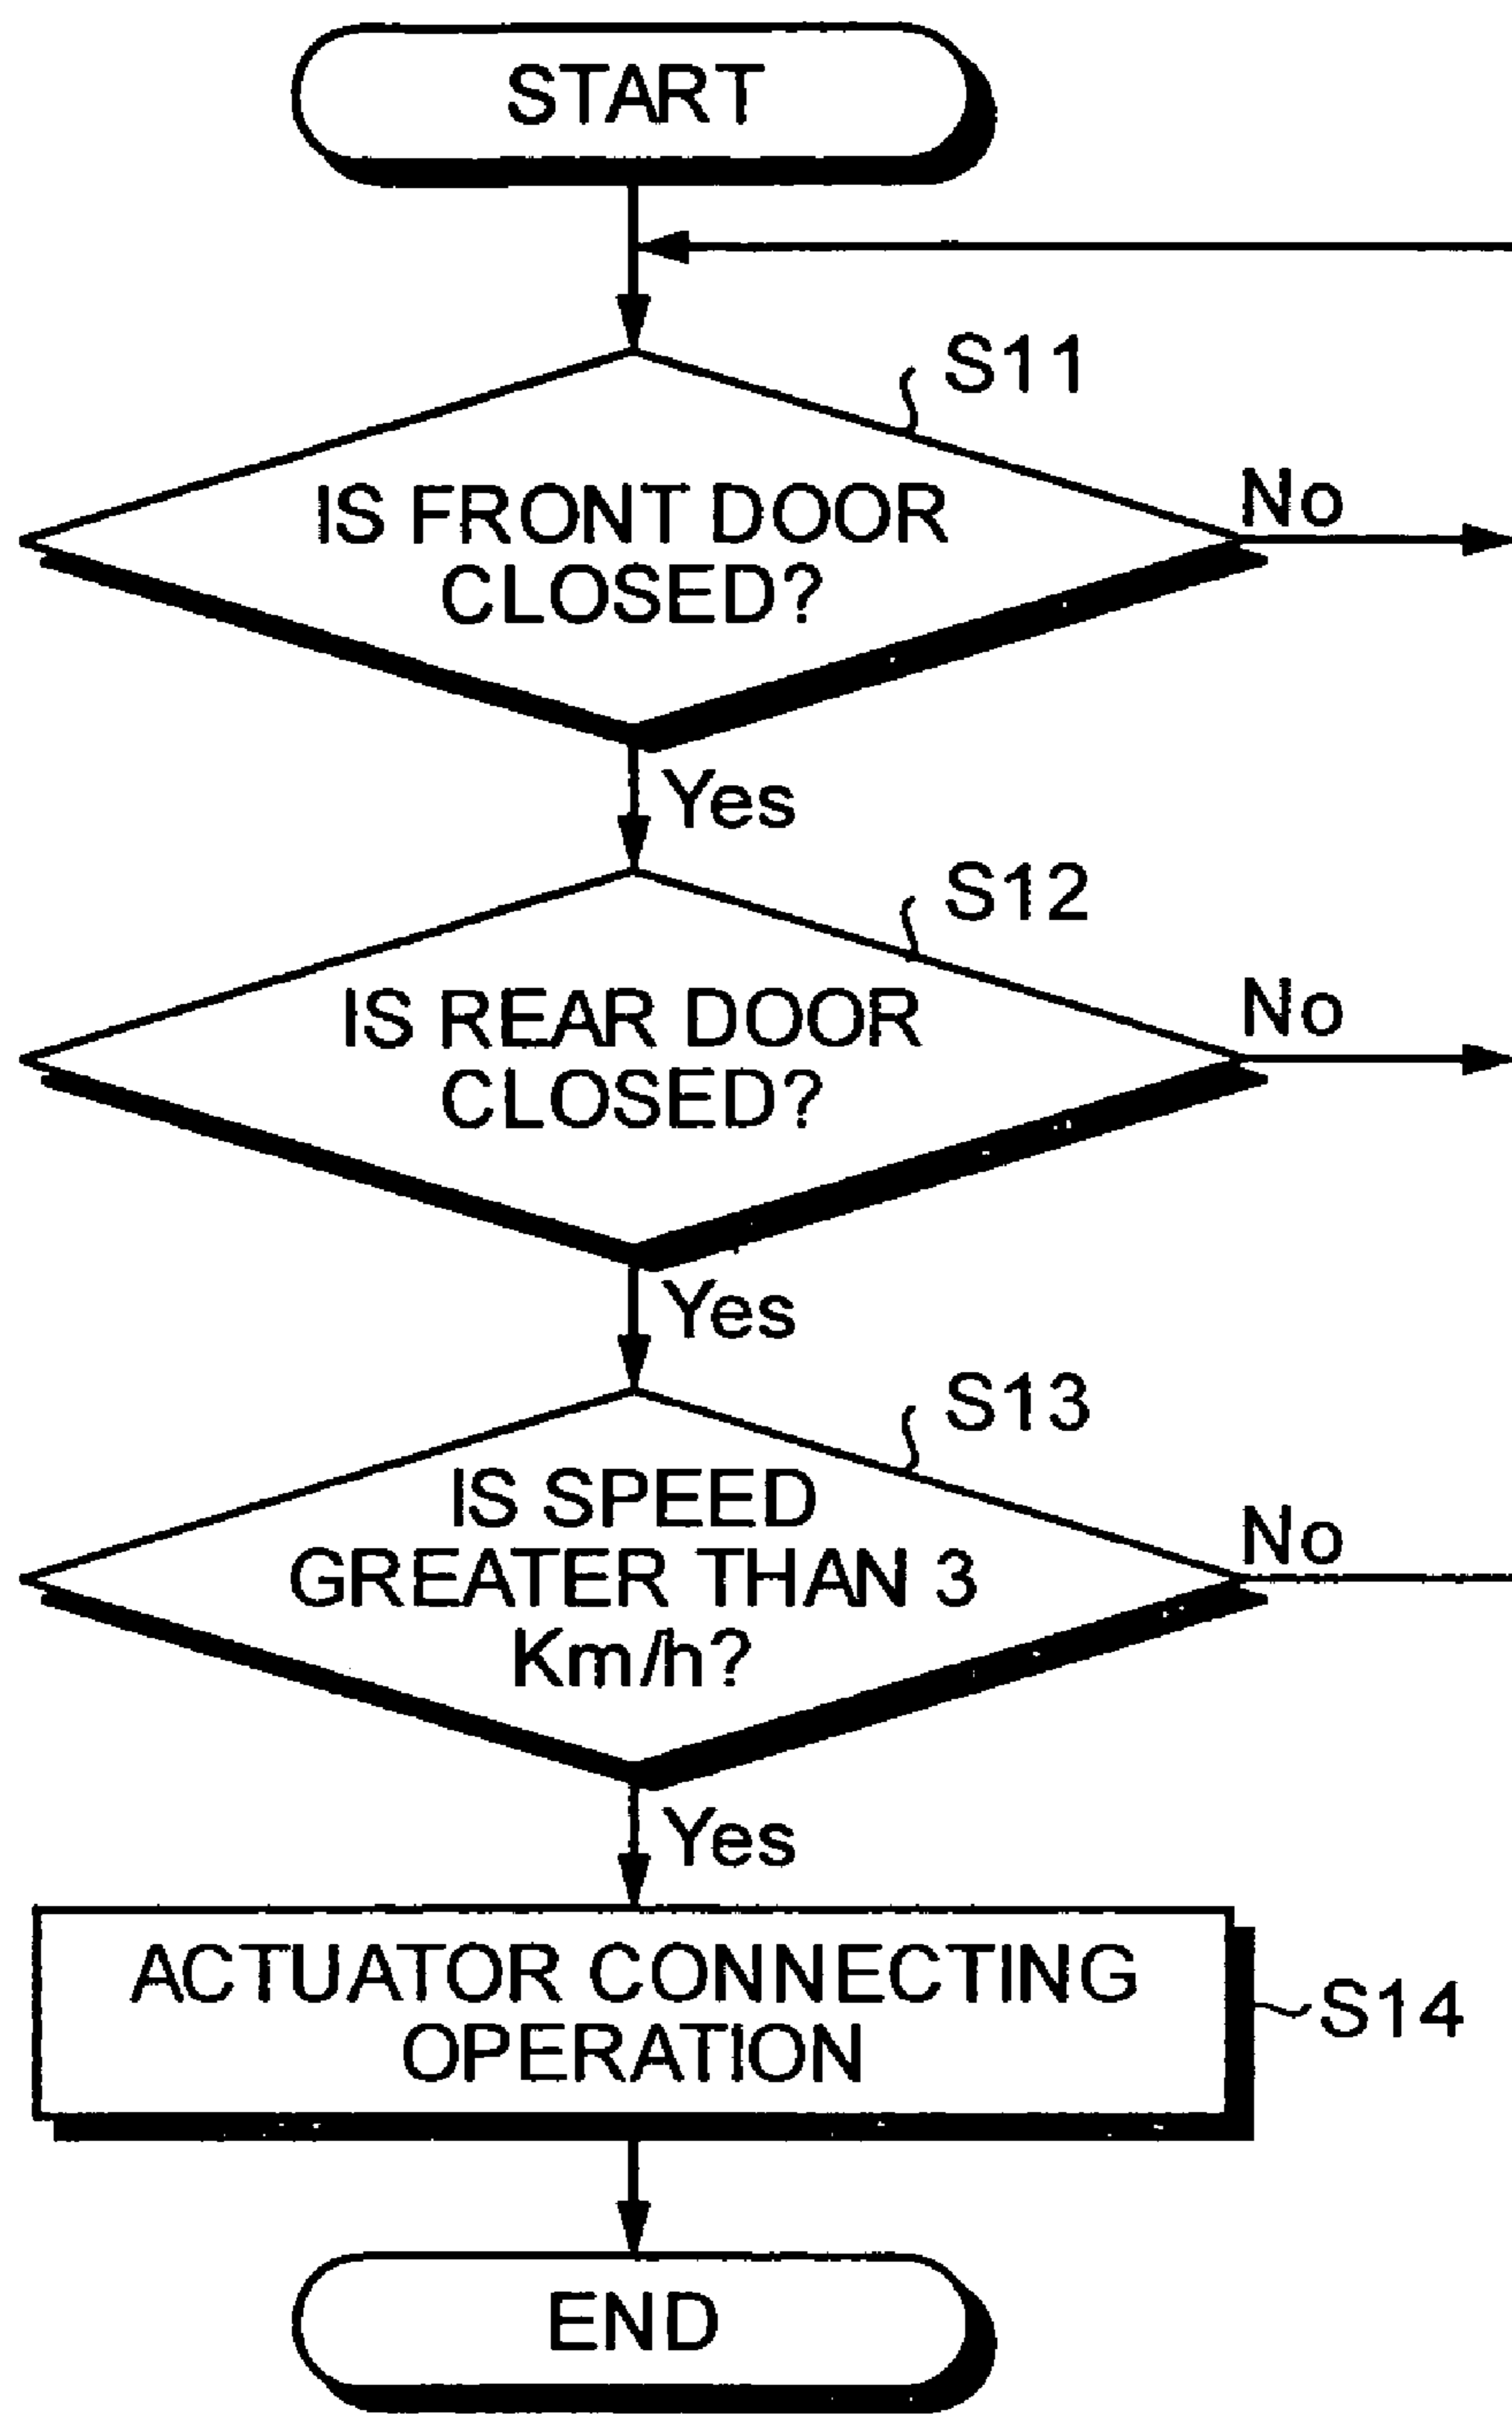 START
S11
IS FRONT DOOR
CLOSED?
No
Yes
S12
IS REAR DOOR
CLOSED?
No
Yes
S13
IS SPEED
GREATER THAN 3
Km/h?
No
Yes
ACTUATOR CONNECTING
OPERATION
S14
END